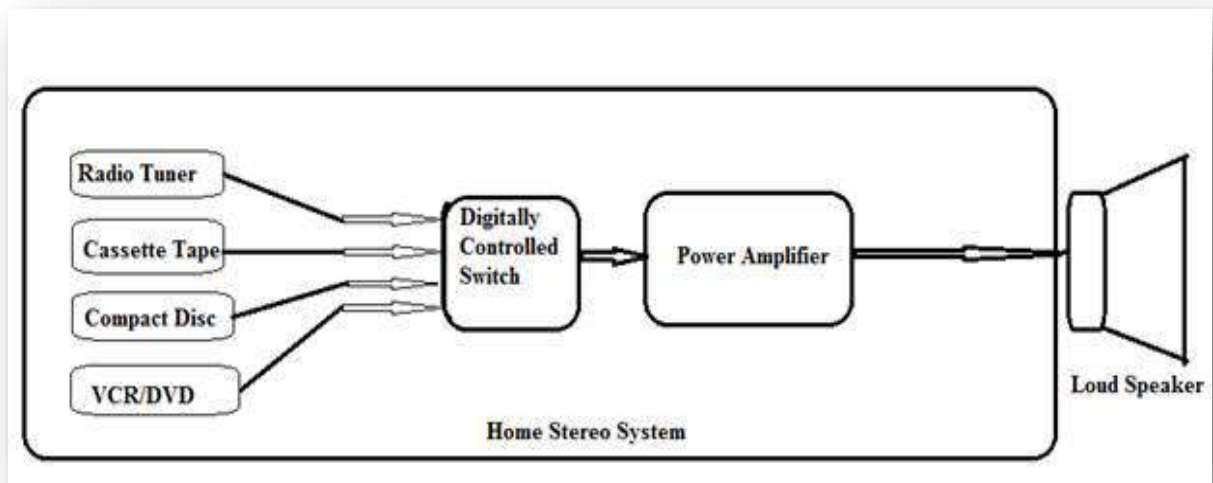 Radio Tuner
Cassette Tape
Compact Disc
VCR/DVD
Digitally
Controlled
Switch
Power Amplifier
Loud Speaker
Home Stereo System